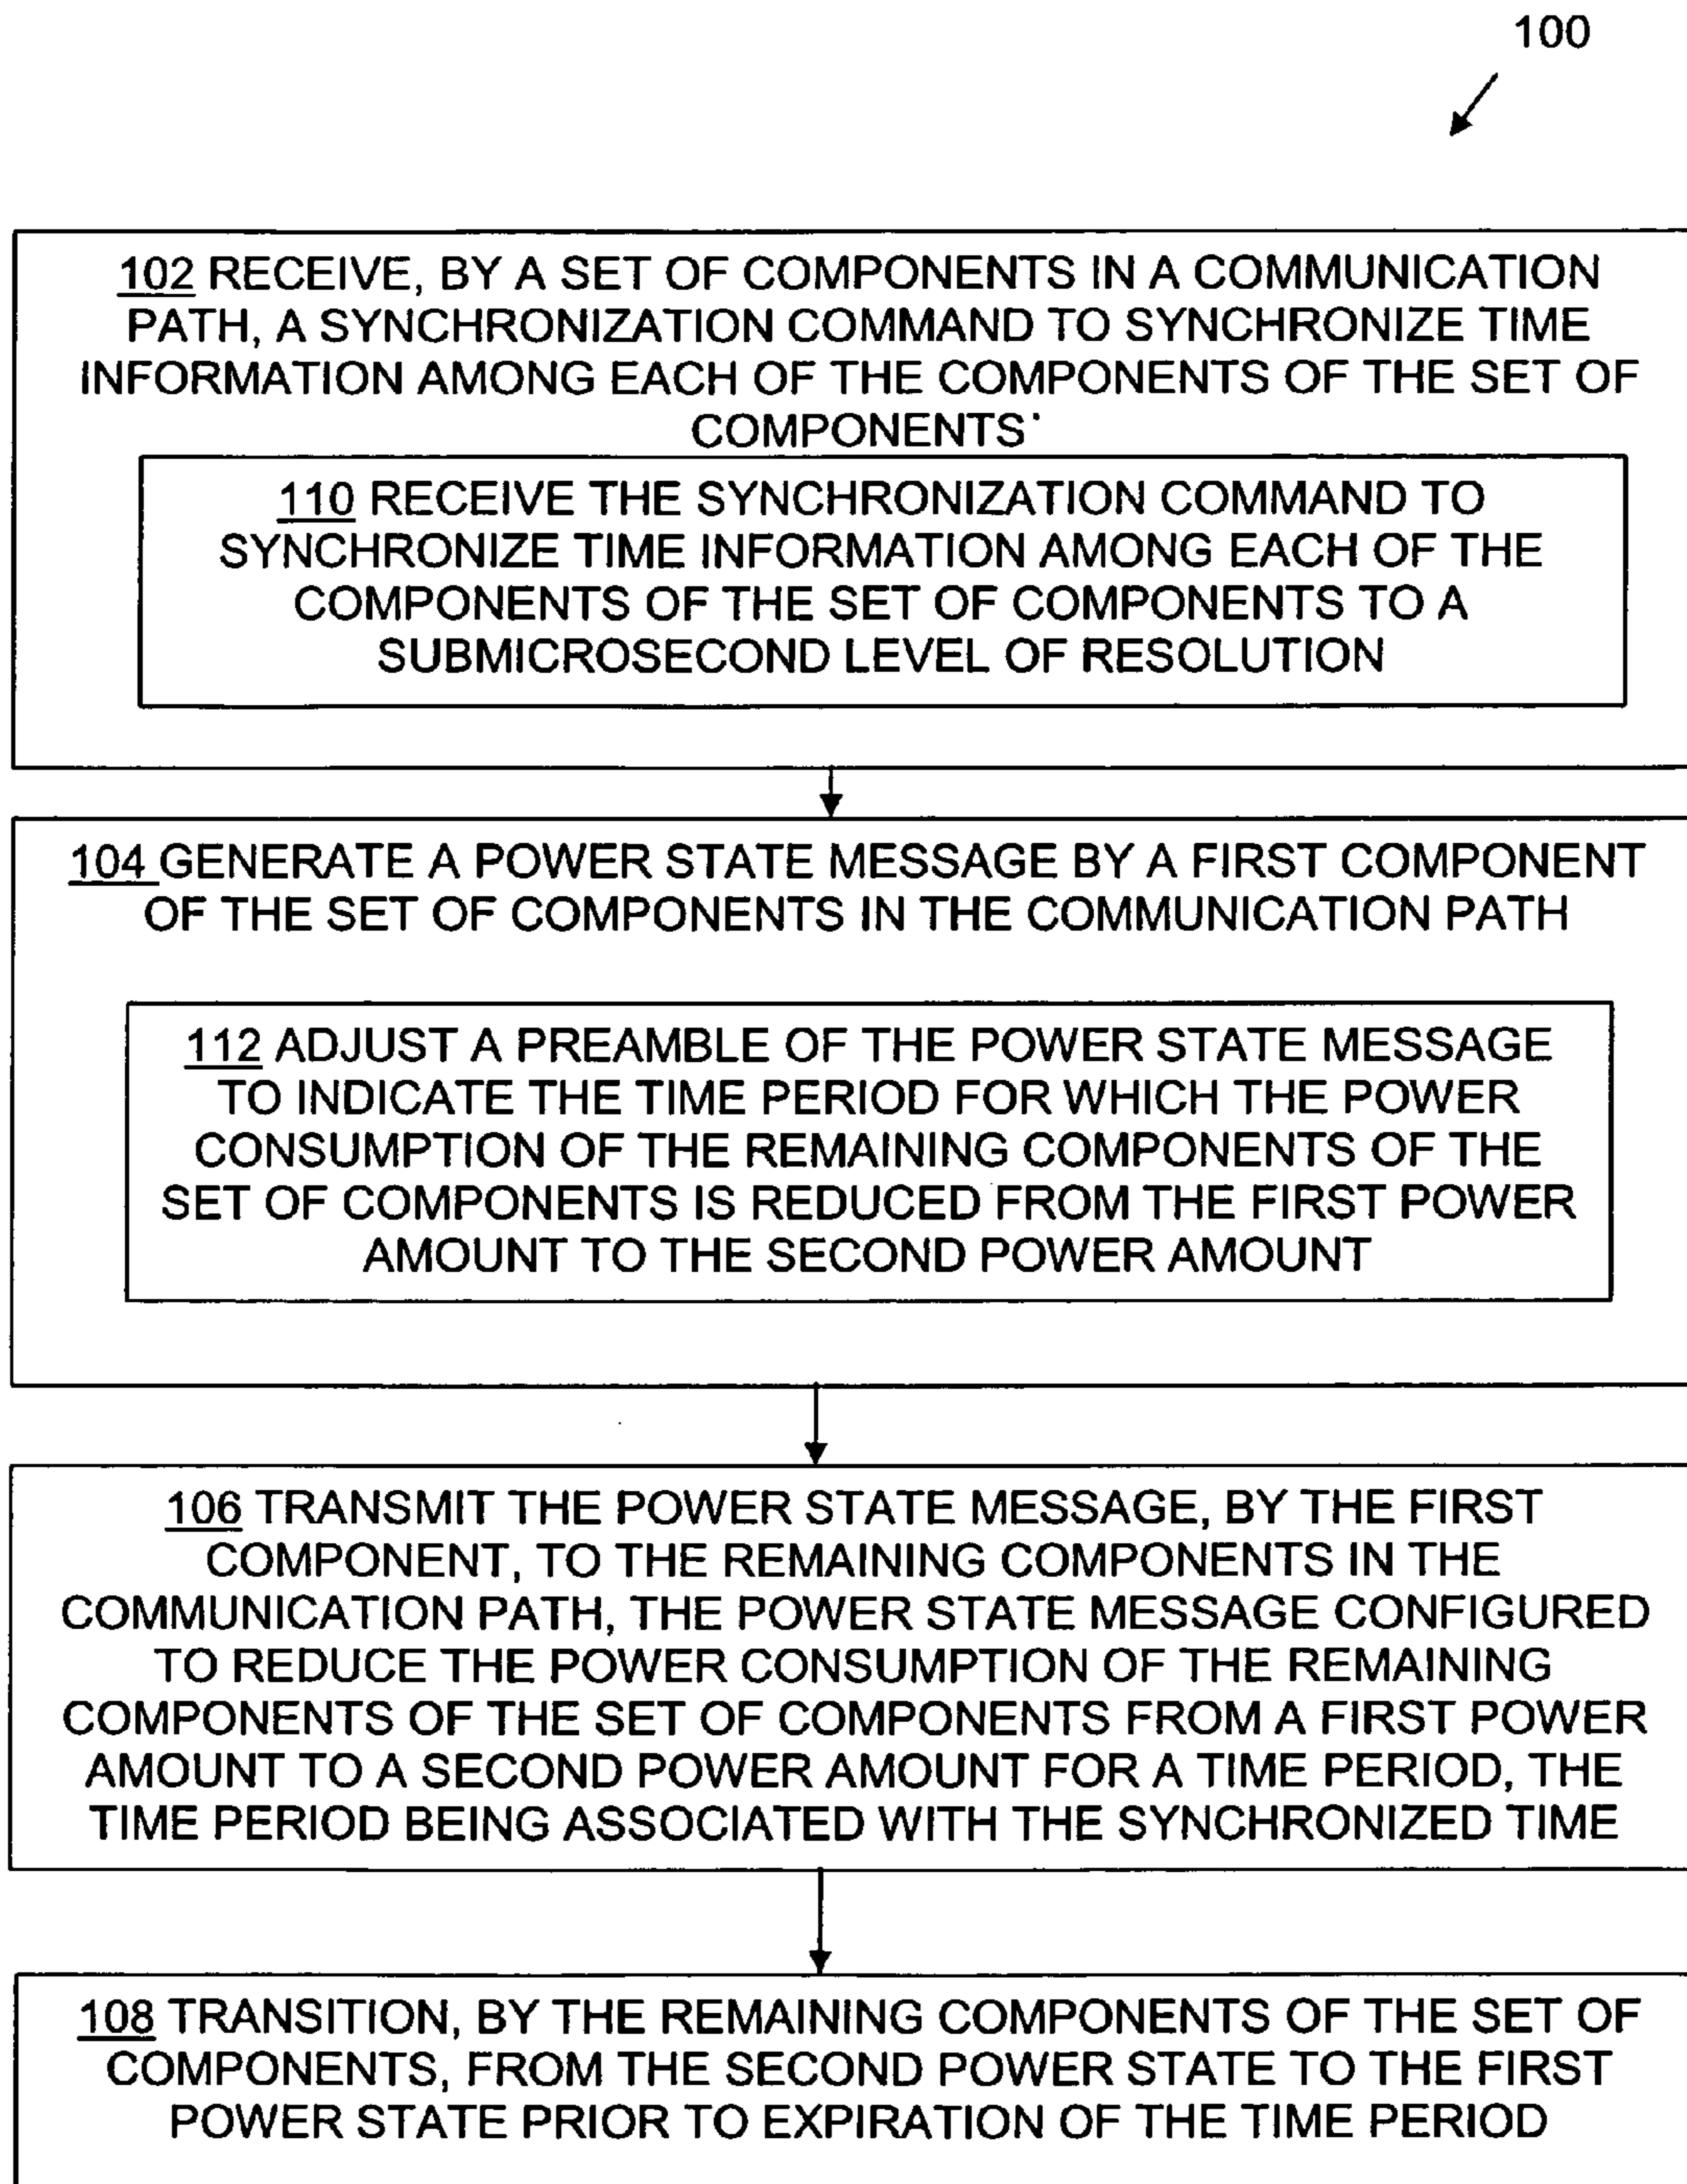 100
102 RECEIVE, BY A SET OF COMPONENTS IN A COMMUNICATION
PATH, A SYNCHRONIZATION COMMAND TO SYNCHRONIZE TIME
INFORMATION AMONG EACH OF THE COMPONENTS OF THE SET OF
COMPONENTS
110 RECEIVE THE SYNCHRONIZATION COMMAND TO
SYNCHRONIZE TIME INFORMATION AMONG EACH OF THE
COMPONENTS OF THE SET OF COMPONENTS TO A
SUBMICROSECOND LEVEL OF RESOLUTION
104 GENERATE A POWER STATE MESSAGE BY A FIRST COMPONENT
OF THE SET OF COMPONENTS IN THE COMMUNICATION PATH
112 ADJUST A PREAMBLE OF THE POWER STATE MESSAGE
TO INDICATE THE TIME PERIOD FOR WHICH THE POWER
CONSUMPTION OF THE REMAINING COMPONENTS OF THE
SET OF COMPONENTS IS REDUCED FROM THE FIRST POWER
AMOUNT TO THE SECOND POWER AMOUNT
106 TRANSMIT THE POWER STATE MESSAGE, BY THE FIRST
COMPONENT, TO THE REMAINING COMPONENTS IN THE
COMMUNICATION PATH, THE POWER STATE MESSAGE CONFIGURED
TO REDUCE THE POWER CONSUMPTION OF THE REMAINING
COMPONENTS OF THE SET OF COMPONENTS FROM A FIRST POWER
AMOUNT TO A SECOND POWER AMOUNT FOR A TIME PERIOD, THE
TIME PERIOD BEING ASSOCIATED WITH THE SYNCHRONIZED TIME
108 TRANSITION, BY THE REMAINING COMPONENTS OF THE SET OF
COMPONENTS, FROM THE SECOND POWER STATE TO THE FIRST
POWER STATE PRIOR TO EXPIRATION OF THE TIME PERIOD